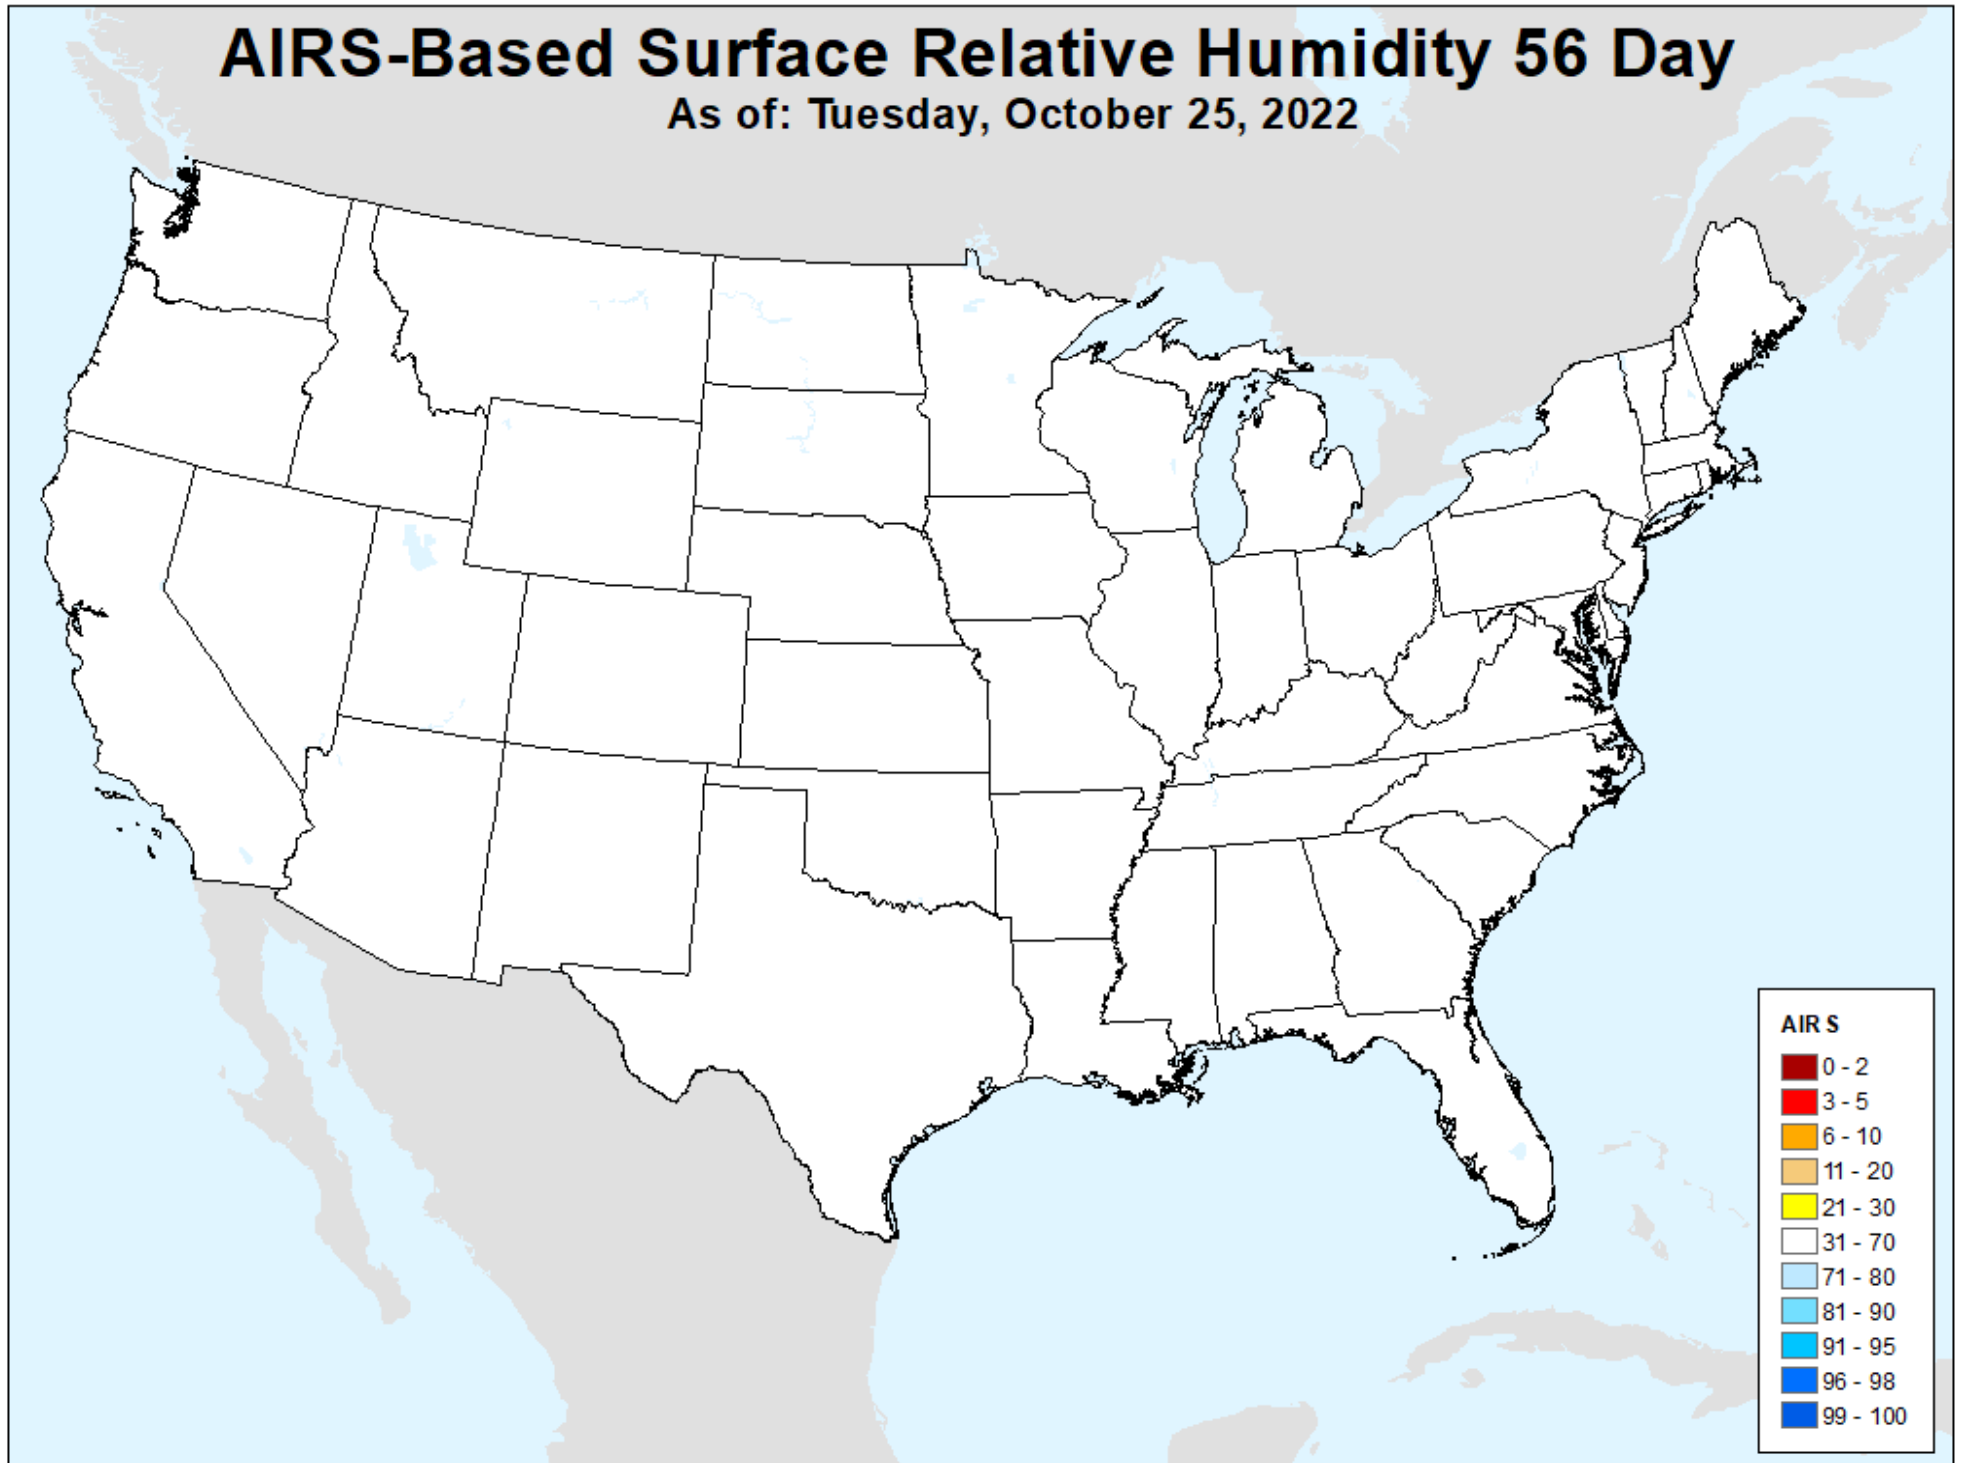 AIRS-Based Surface Relative Humidity 56 Day
As of: Tuesday, October 25, 2022
AIRS
0 - 2
3 - 5
6 - 10
11 - 20
21 - 30
31 - 70
71 - 80
81 - 90
91 - 95
96 - 98
99 - 100